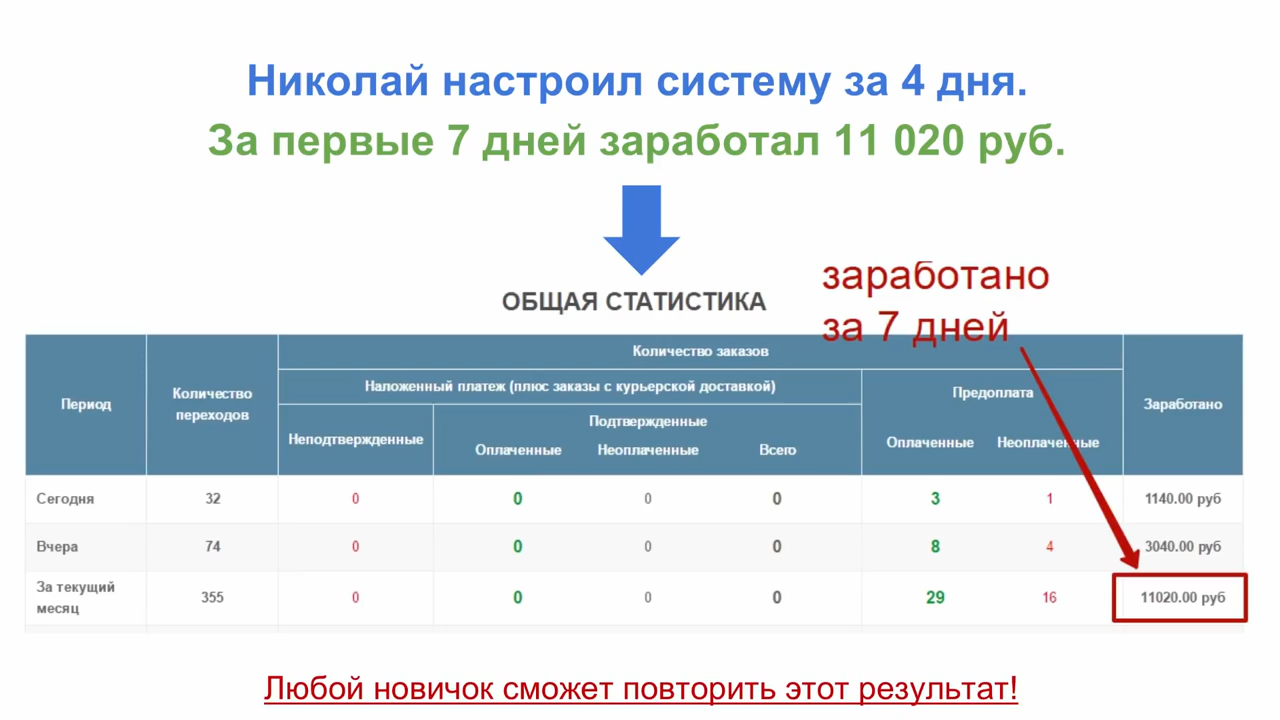 Николай настроил систему за 4 дня.
За первые 7 дней заработал 11 020 руб.
заработано
за 7 дней
ОБЩАЯ СТАТИСТИКА
Период
Количество
переходов
Количество заказов
Заработано
Наложенный платеж (плюс заказы с курьерской доставкой)
Предоплата
Неподтвержденные
Подтвержденные
Оплаченные Неоплаченные Всего
Оплаченные Неоплаченные
Сегодня 32 0 0 0 0 3 1 1140.00 руб
Вчера 74 0 0 0 0 8 4 3040.00 руб
За текущий
месяц
355 0 0 0 0 29 16 11020.00 руб
Любой новичок сможет повторить этот результат!